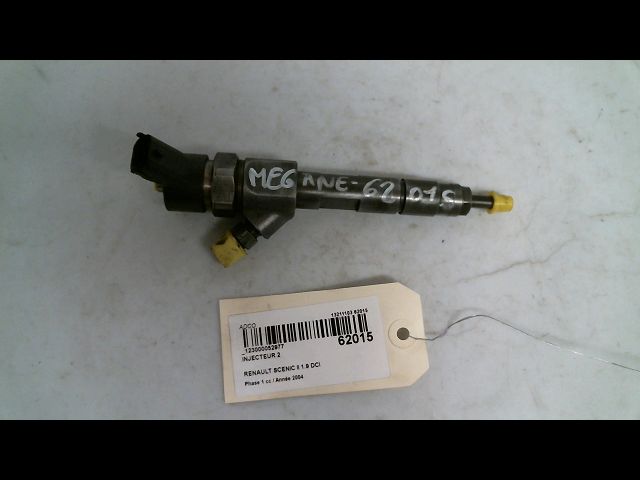 MEGANE-62015
13211103 62015
ADCO
_123000052977
62015
INJECTEUR 2
RENAULT SCENIC II 1.9 DCI
Phase 1 cc / Année 2004